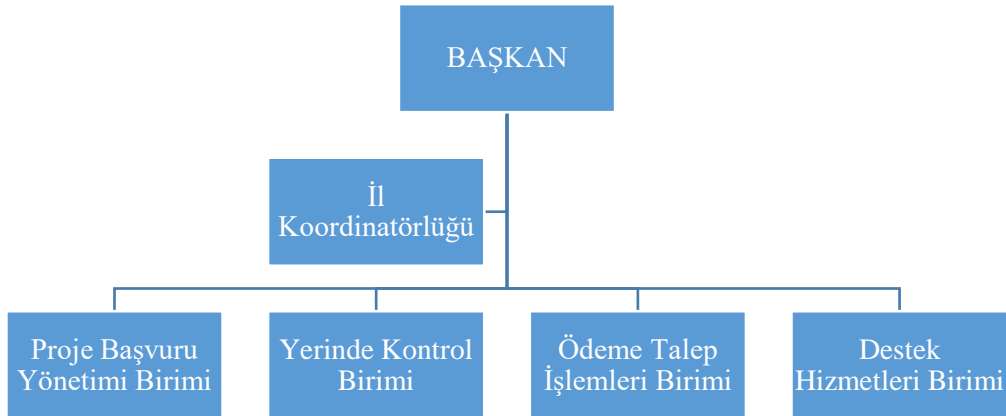 BAŞKAN
İl
Koordinatörlüğü
Proje Başvuru
Yönetimi Birimi
Yerinde Kontrol
Birimi
Ödeme Talep
İşlemleri Birimi
Destek
Hizmetleri Birimi